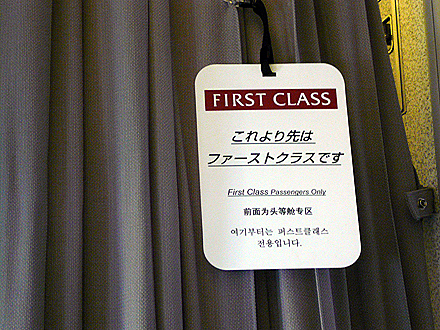 FIRST CLASS
これより先は
ファーストクラスです
First Class Passengers Only
前面为头等舱专区
여기부터는 퍼스트클래스
전용입니다.